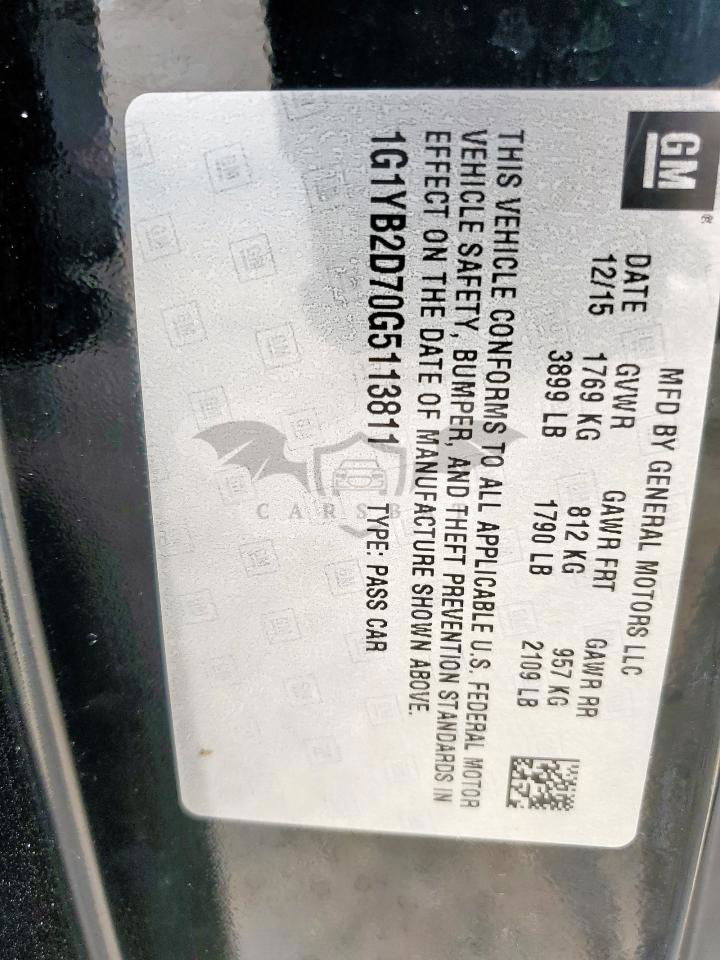 GM®
MFD BY GENERAL MOTORS LLC
DATE GVWR GAWR FRT GAWR RR
12/15 1769 KG 812 KG 957 KG
3899 LB 1790 LB 2109 LB
THIS VEHICLE CONFORMS TO ALL APPLICABLE U.S. FEDERAL MOTOR
VEHICLE SAFETY, BUMPER, AND THEFT PREVENTION STANDARDS IN
EFFECT ON THE DATE OF MANUFACTURE SHOWN ABOVE.
1G1YB2D70G5113811 TYPE: PASS CAR